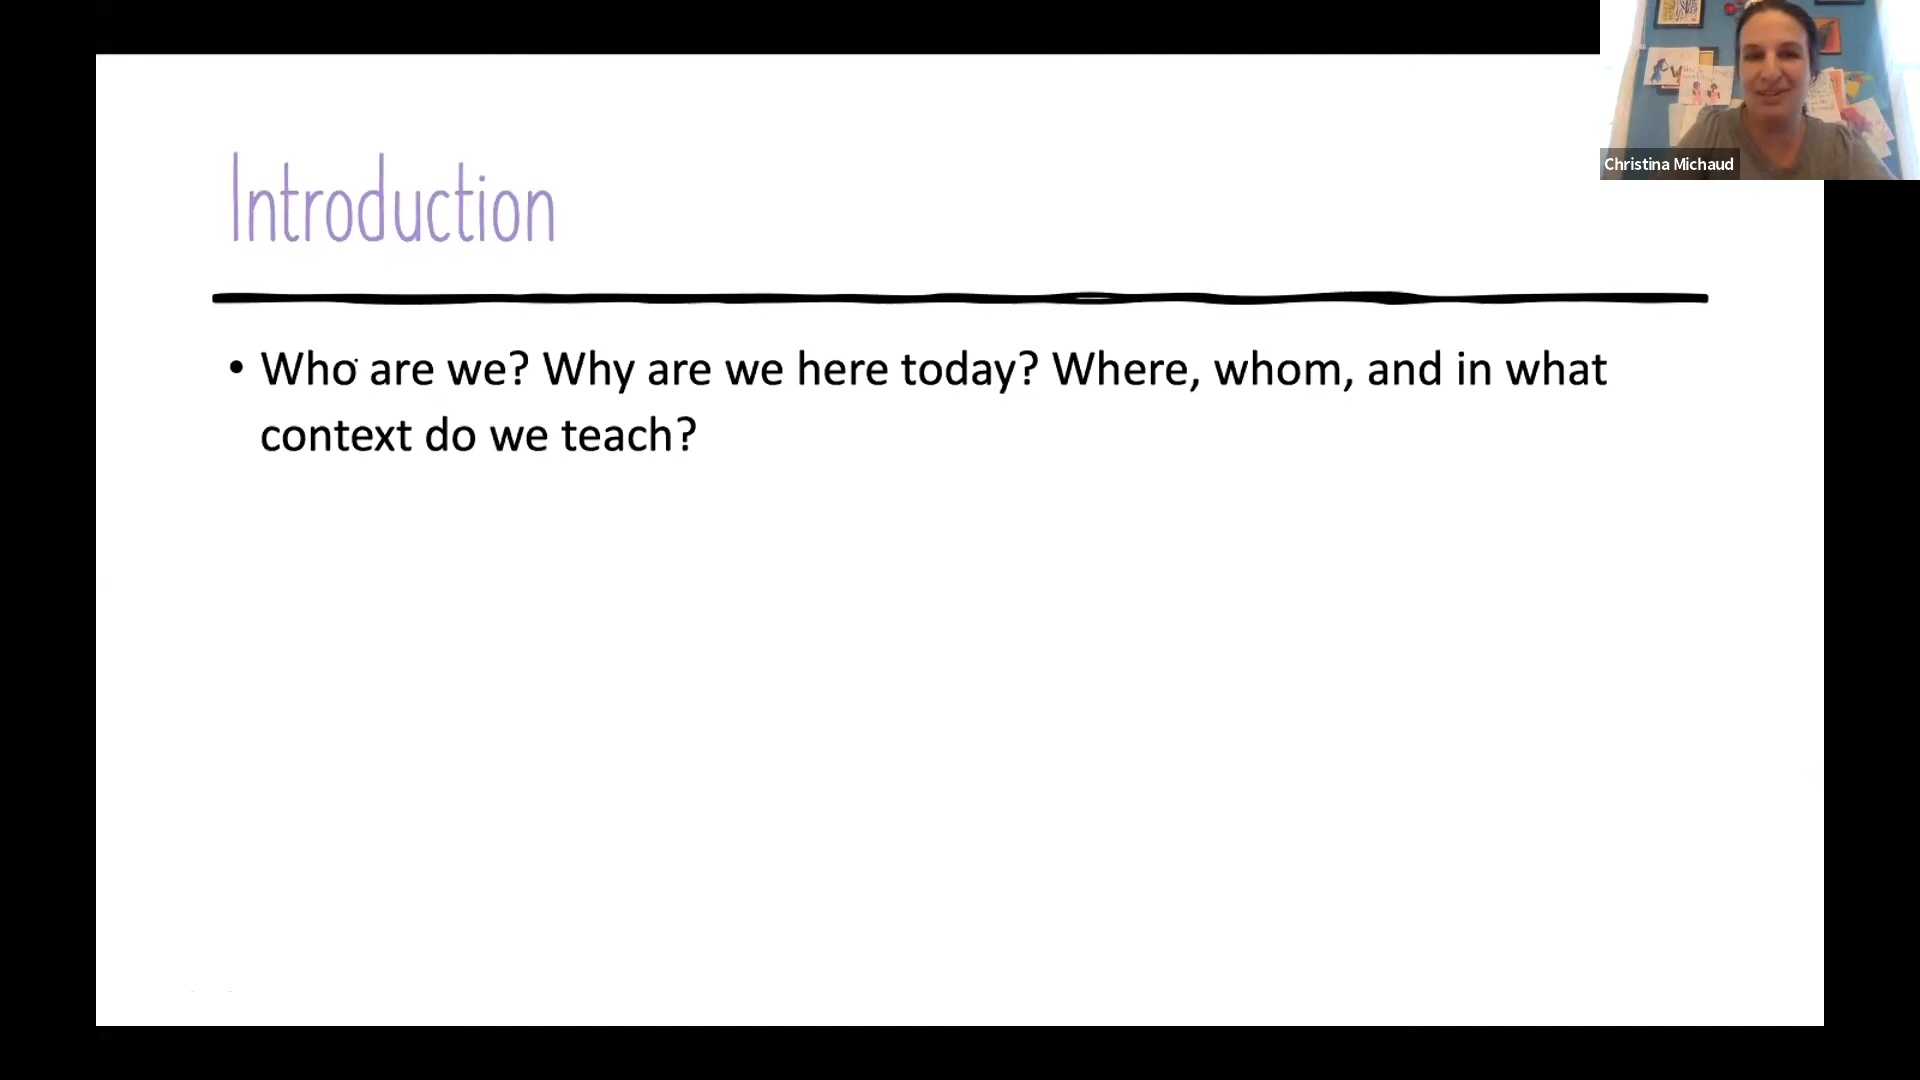 Christina Michaud
Introduction
• Who are we? Why are we here today? Where, whom, and in what
context do we teach?